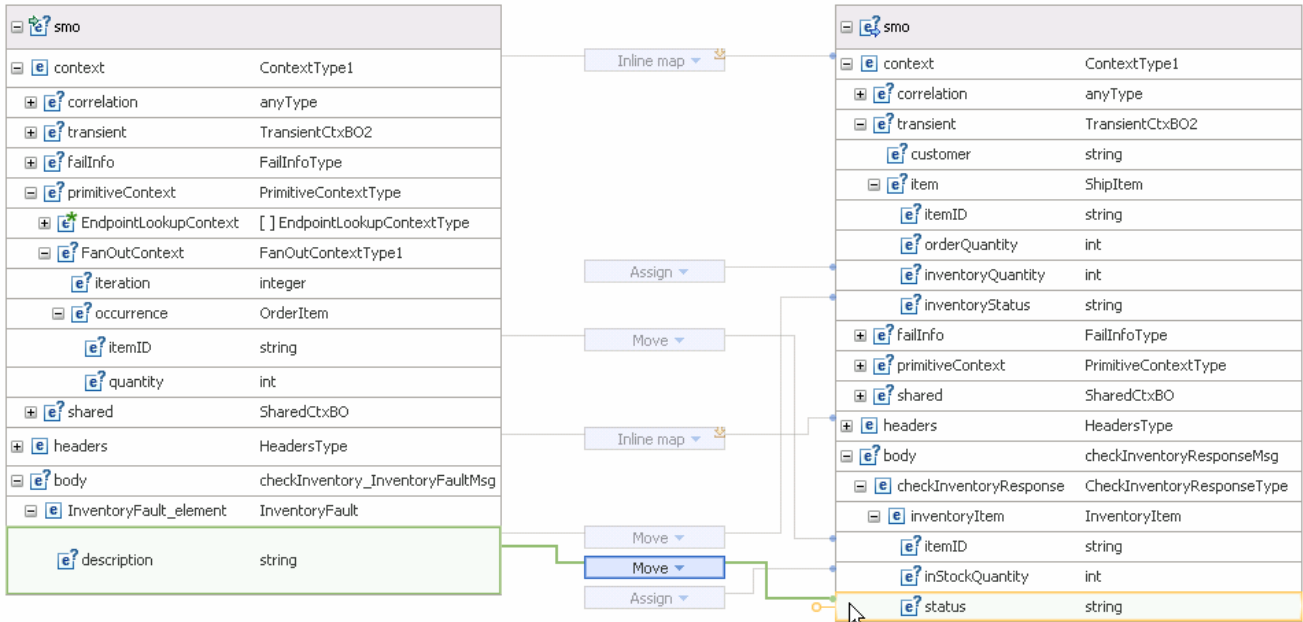 smo
context ContextType1
correlation anyType
transient TransientCtxBO2
failInfo FailInfoType
primitiveContext PrimitiveContextType
EndpointLookupContext [ ] EndpointLookupContextType
FanOutContext FanOutContextType1
iteration integer
occurrence OrderItem
itemID string
quantity int
shared SharedCtxBO
headers HeadersType
body checkInventory_InventoryFaultMsg
InventoryFault_element InventoryFault
description string
Inline map
Assign
Move
Inline map
Move
Move
Assign
smo
context ContextType1
correlation anyType
transient TransientCtxBO2
customer string
item ShipItem
itemID string
orderQuantity int
inventoryQuantity int
inventoryStatus string
failInfo FailInfoType
primitiveContext PrimitiveContextType
shared SharedCtxBO
headers HeadersType
body checkInventoryResponseMsg
checkInventoryResponse CheckInventoryResponseType
inventoryItem InventoryItem
itemID string
inStockQuantity int
status string